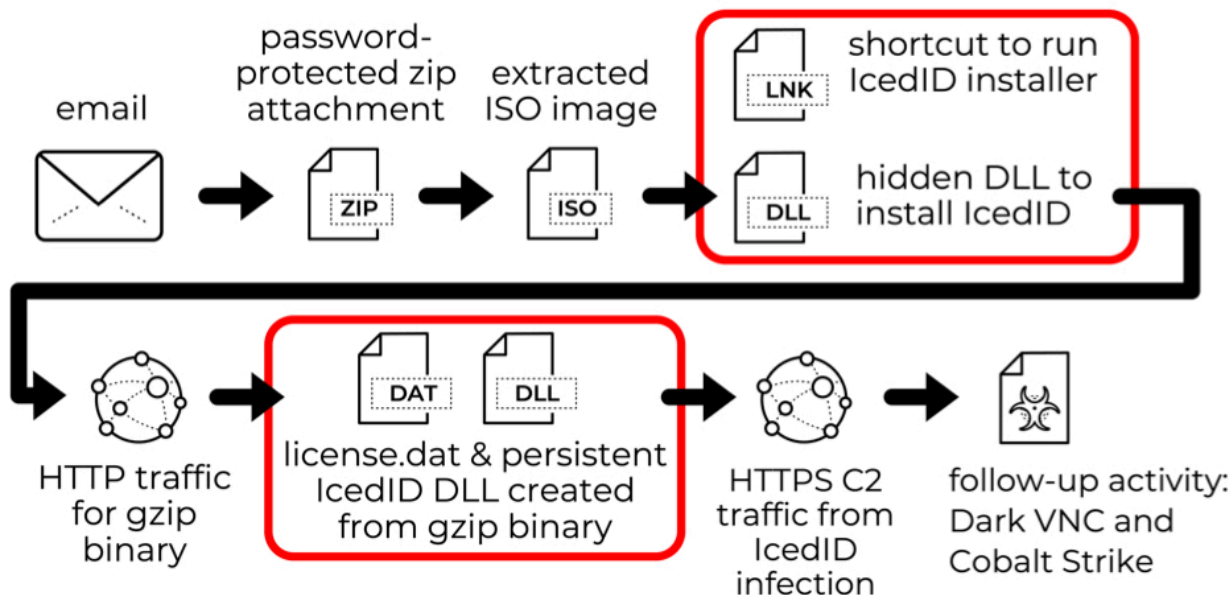 email
password-
protected zip
attachment
ZIP
extracted
ISO image
ISO
LNK
shortcut to run
IcedID installer
DLL
hidden DLL to
install IcedID
HTTP traffic
for gzip
binary
DAT
DLL
license.dat & persistent
IcedID DLL created
from gzip binary
HTTPS C2
traffic from
IcedID
infection
follow-up activity:
Dark VNC and
Cobalt Strike